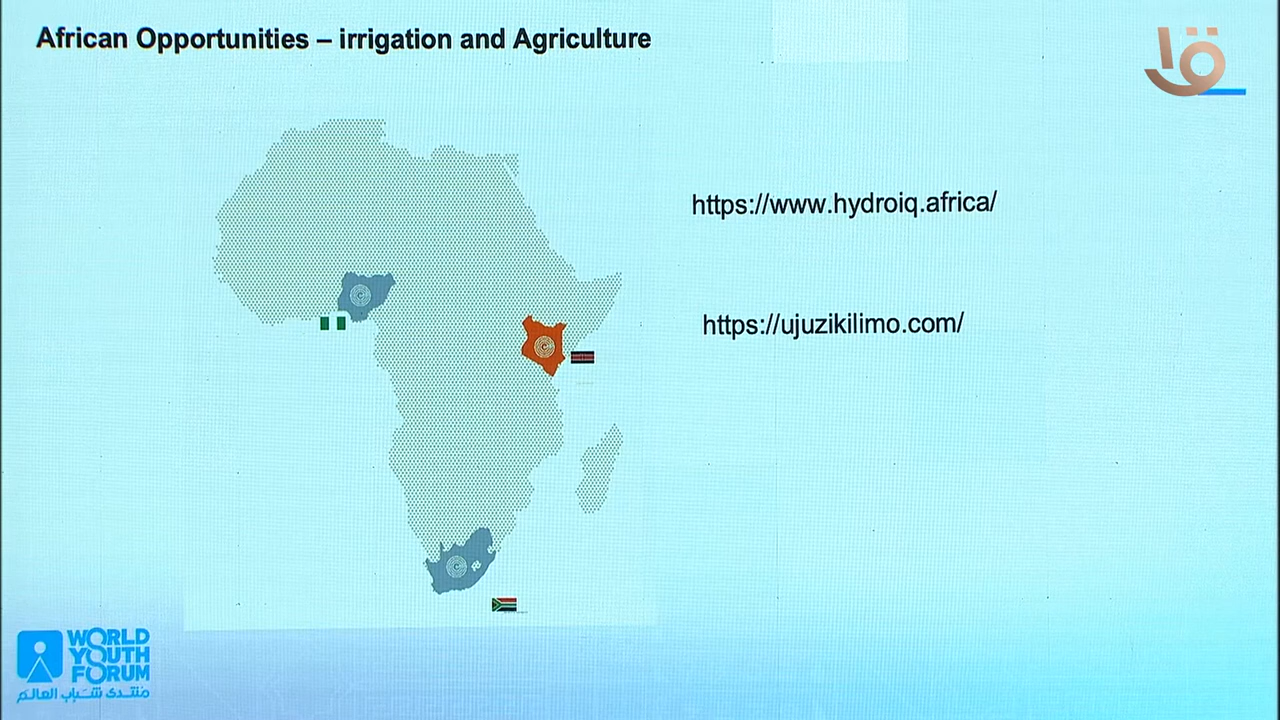 African Opportunities – irrigation and Agriculture
https://www.hydroiq.africa/
https://ujuzikilimo.com/
WORLD
YOUTH
FORUM
منتدى شباب العالم